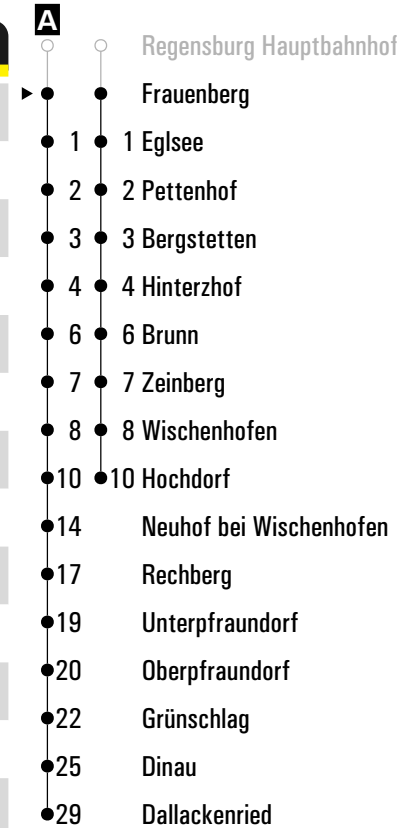 A
Regensburg Hauptbahnhof
Frauenberg
1 1 Eglsee
2 2 Pettenhof
3 3 Bergstetten
4 4 Hinterzhof
6 6 Brunn
7 7 Zeinberg
8 8 Wischenhofen
10 10 Hochdorf
14 Neuhof bei Wischenhofen
17 Rechberg
19 Unterpfraundorf
20 Oberpfraundorf
22 Grünschlag
25 Dinau
29 Dallackenried